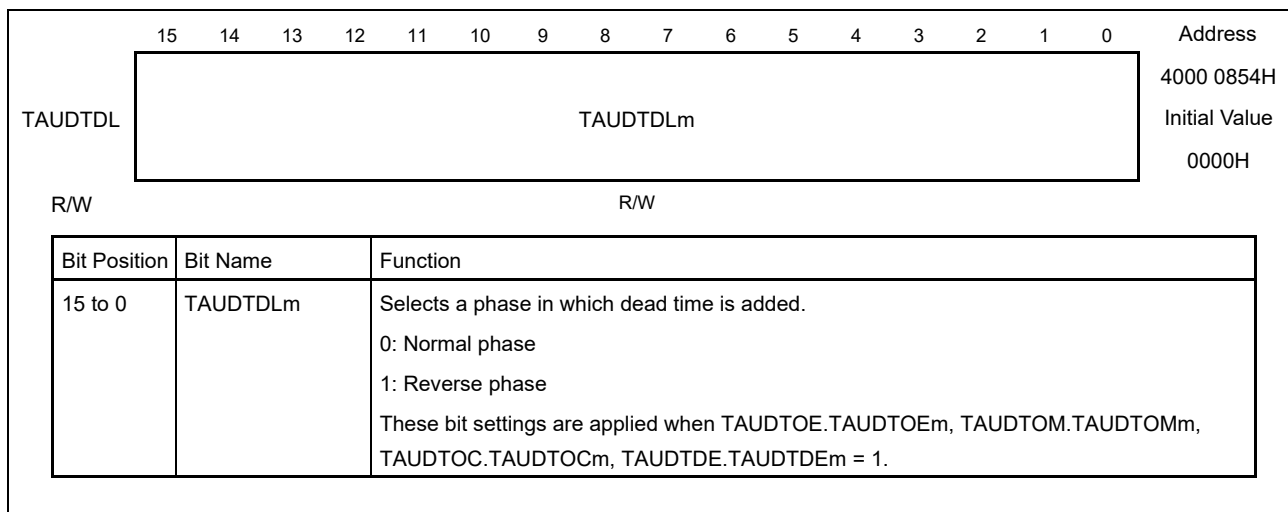 15 14 13 12 11 10 9 8 7 6 5 4 3 2 1 0 Address
4000 0854H
TAUDTDL TAUDTDLm Initial Value
0000H
R/W R/W
Bit Position Bit Name Function
15 to 0 TAUDTDLm Selects a phase in which dead time is added.
0: Normal phase
1: Reverse phase
These bit settings are applied when TAUDTOE.TAUDTOEm, TAUDTOM.TAUDTOMm,
TAUDTOC.TAUDTOCm, TAUDTDE.TAUDTDEm = 1.